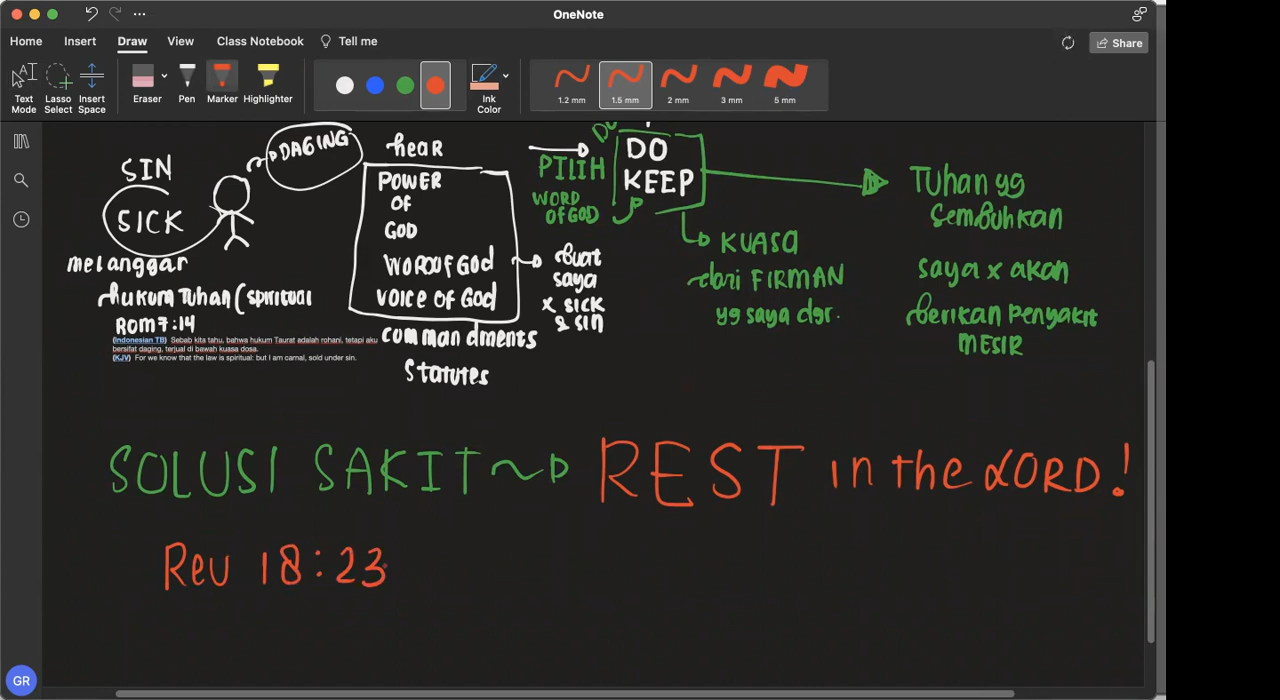 OneNote
Home Insert Draw View Class Notebook Tell me
Share
Text Mode
Lasso Select
Insert Space
Eraser
Pen
Marker
Highlighter
Ink Color
1.2 mm
1.5 mm
2 mm
3 mm
5 mm
SIN
SICK
melanggar
hukum Tuhan (spiritual
Rom 7:14
(Indonesian TB) Sebab kita tahu, bahwa hukum Taurat adalah rohani, tetapi aku
bersifat daging, terjual di bawah kuasa dosa.
(KJV) For we know that the law is spiritual: but I am carnal, sold under sin.
DAGING
hear
POWER
OF
GOD
WORD OF GOD
VOICE OF GOD
commandments
Statutes
buat
saya
x SICK
& SIN
PILIH
WORD
OF GOD
DO
DO
KEEP
KUASA
dari FIRMAN
yg saya dgr.
Tuhan yg
Sembuhkan
saya x akan
berikan Penyakit
MESIR
SOLUSI SAKIT REST in the LORD!
Rev 18:23
GR